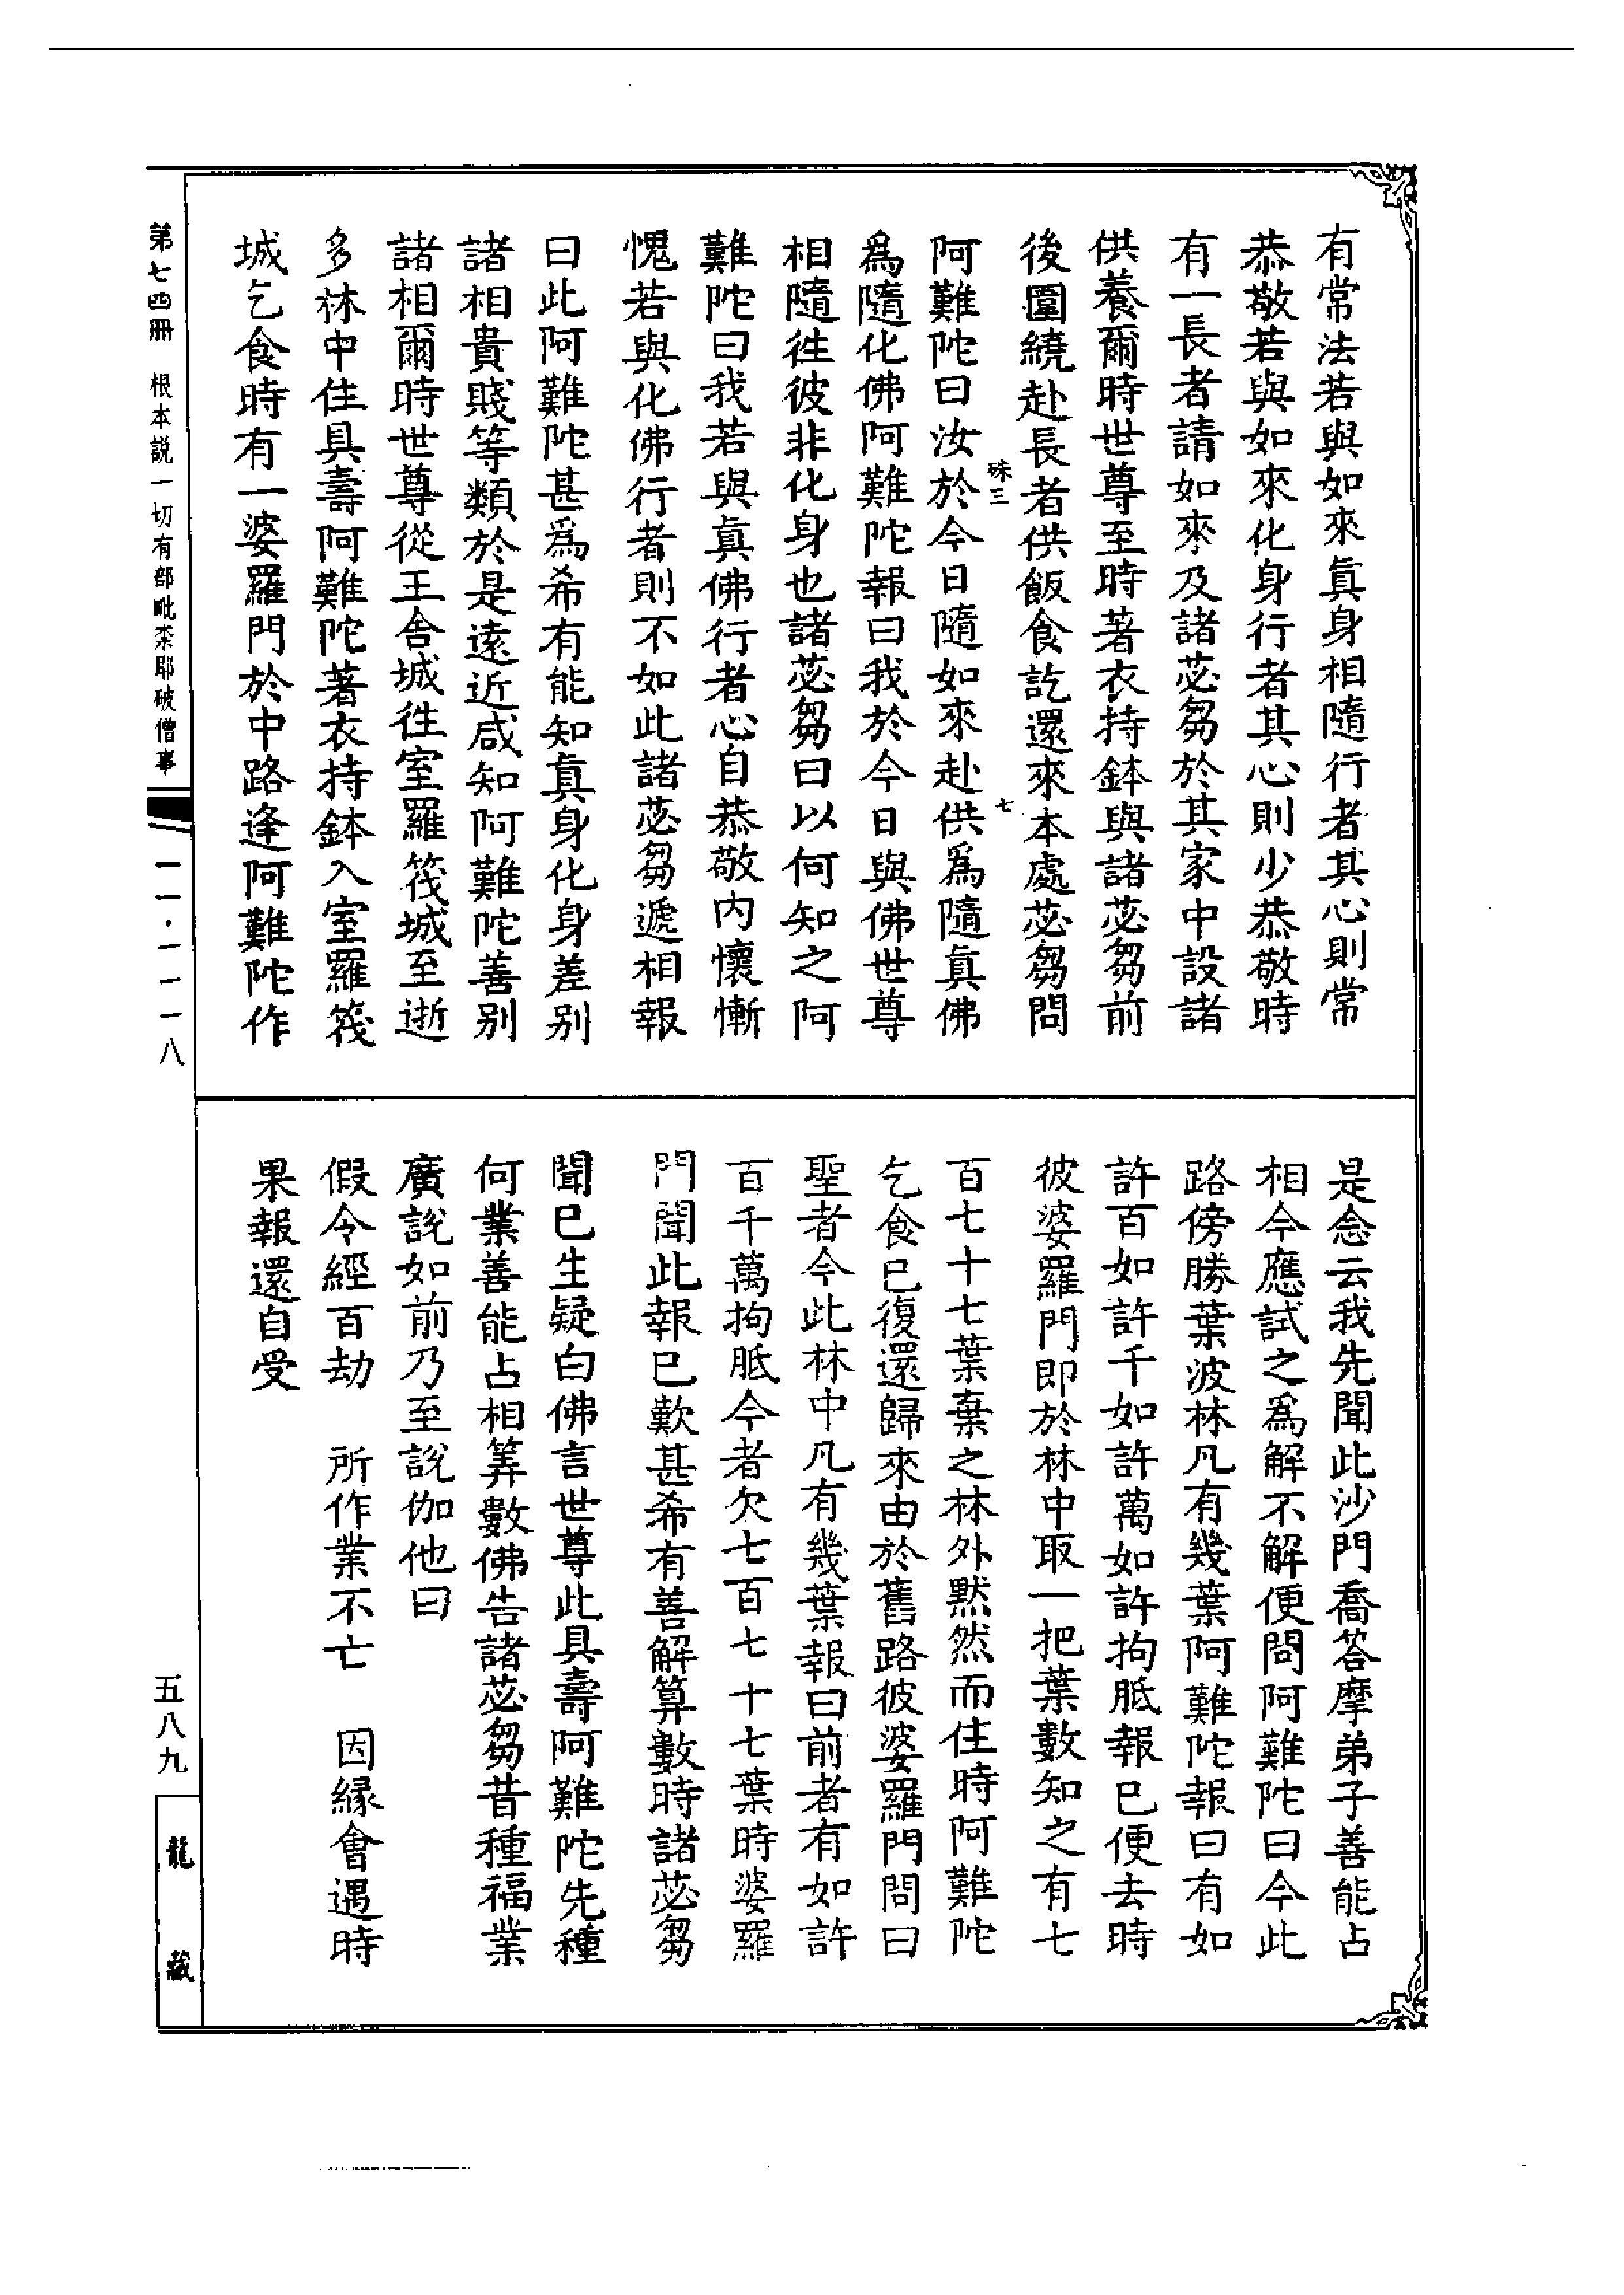 有常法若與如來眞身相隨行者其心則常
恭敬若與如來化身行者其心則少恭敬時
有一長者請如來及諸苾芻於其家中設諸
供養爾時世尊至時著衣持鉢與諸苾芻前
後圍繞赴長者供飯食訖還來本處苾芻問
硃三 七
阿難陀曰汝於今日隨如來赴供爲隨眞佛
爲隨化佛阿難陀報曰我於今日與佛世尊
相隨徃彼非化身也諸苾芻曰以何知之阿
難陀曰我若與眞佛行者心自恭敬内懷慚
愧若與化佛行者則不如此諸苾芻遞相報
曰此阿難陀甚爲希有能知眞身化身差别
諸相貴賤等類於是遠近咸知阿難陀善别
諸相爾時世尊從王舍城徃室羅筏城至逝
多林中住具壽阿難陀著衣持鉢入室羅筏
城乞食時有一婆羅門於中路逢阿難陀作
是念云我先聞此沙門喬答摩弟子善能占
相今應試之爲解不解便問阿難陀曰今此
路傍勝葉波林凡有幾葉阿難陀報曰有如
許百如許千如許萬如許拘胝報已便去時
彼婆羅門即於林中取一把葉數知之有七
百七十七葉棄之林外黙然而住時阿難陀
乞食已復還歸來由於舊路彼婆羅門問曰
聖者今此林中凡有幾葉報曰前者有如許
百千萬拘胝今者欠七百七十七葉時婆羅
門聞此報已歎甚希有善解算數時諸苾芻
聞已生疑白佛言世尊此具壽阿難陀先種
何業善能占相筭數佛告諸苾芻昔種福業
廣說如前乃至說伽他曰
假令經百劫 所作業不亡 因緣會遇時
果報還自受
第七四冊 根本說一切有部毗柰耶破僧事
一一·一一一八
五八九
龍藏